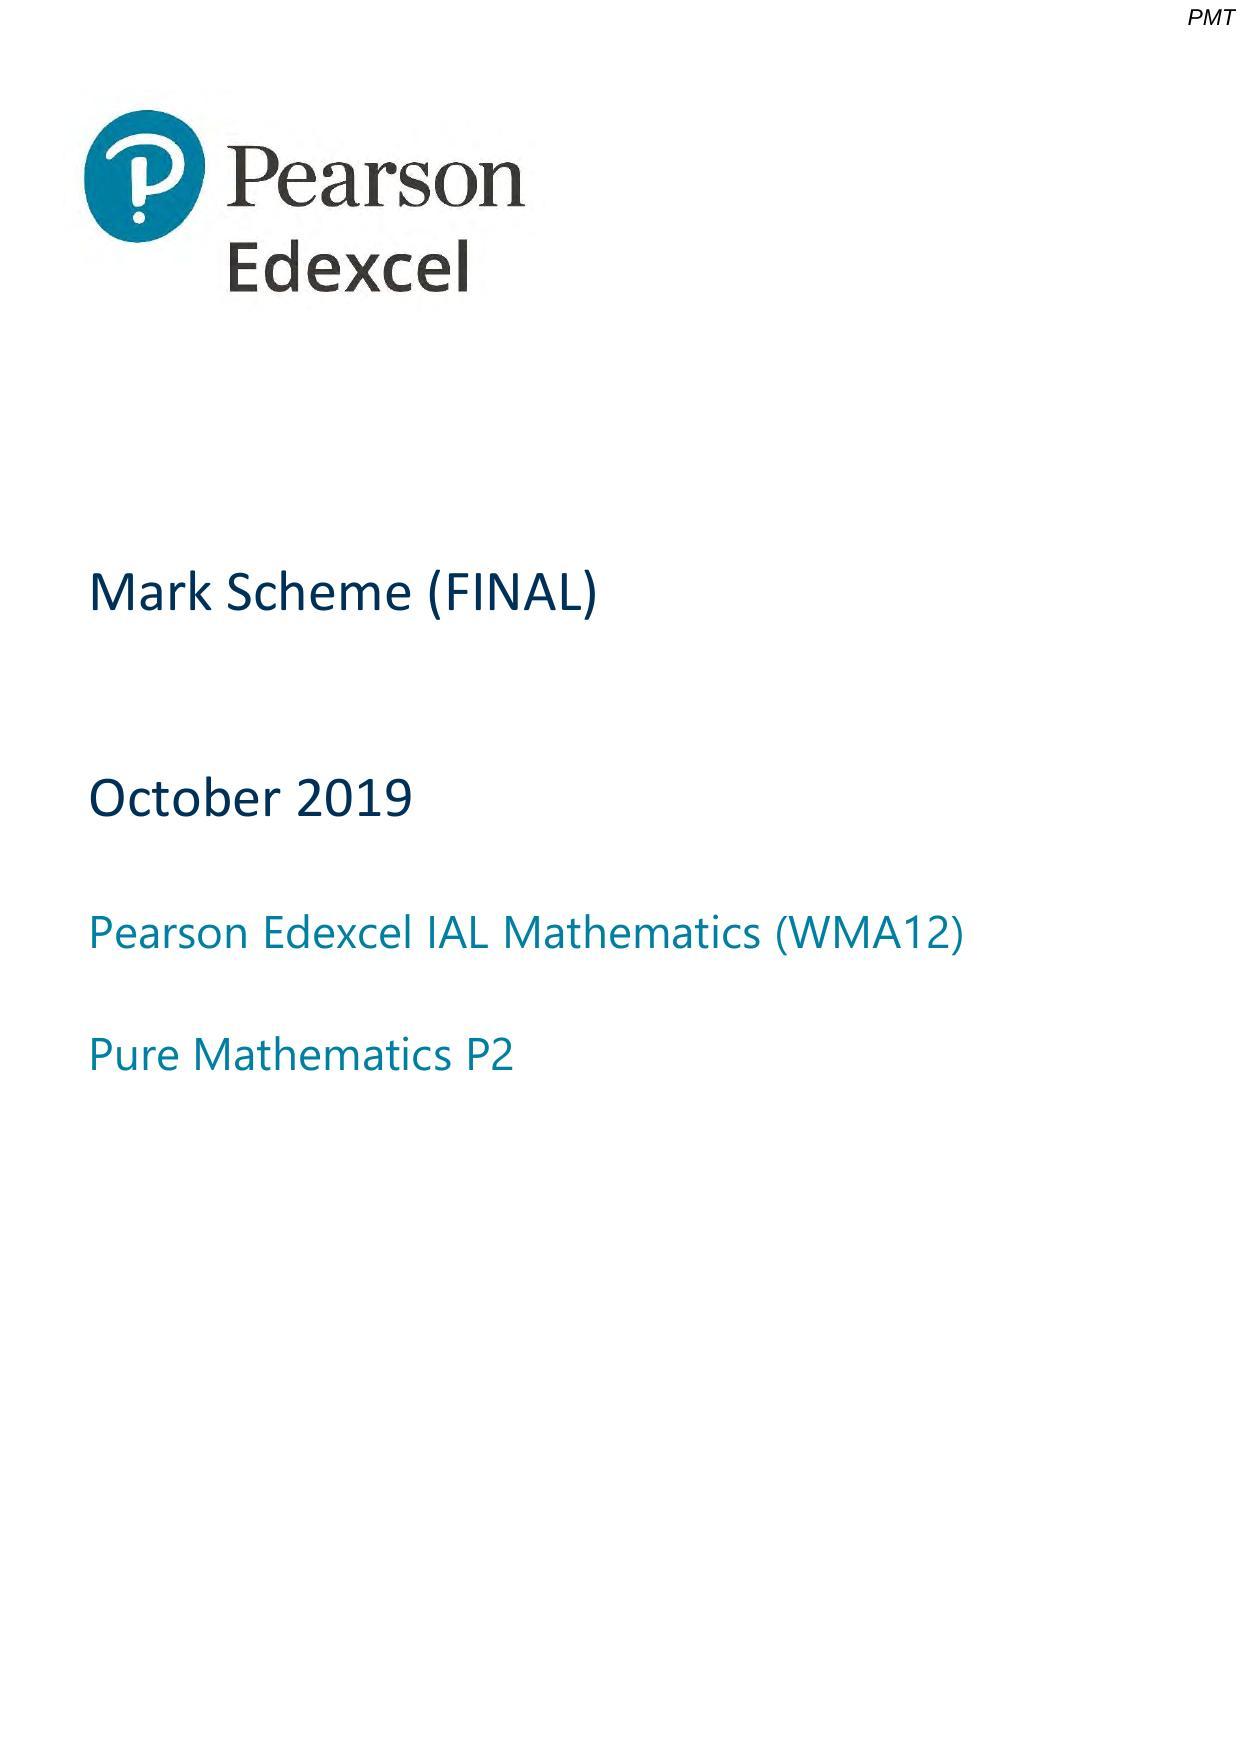 PMT
Pearson
Edexcel
Mark Scheme (FINAL)
October 2019
Pearson Edexcel IAL Mathematics (WMA12)
Pure Mathematics P2